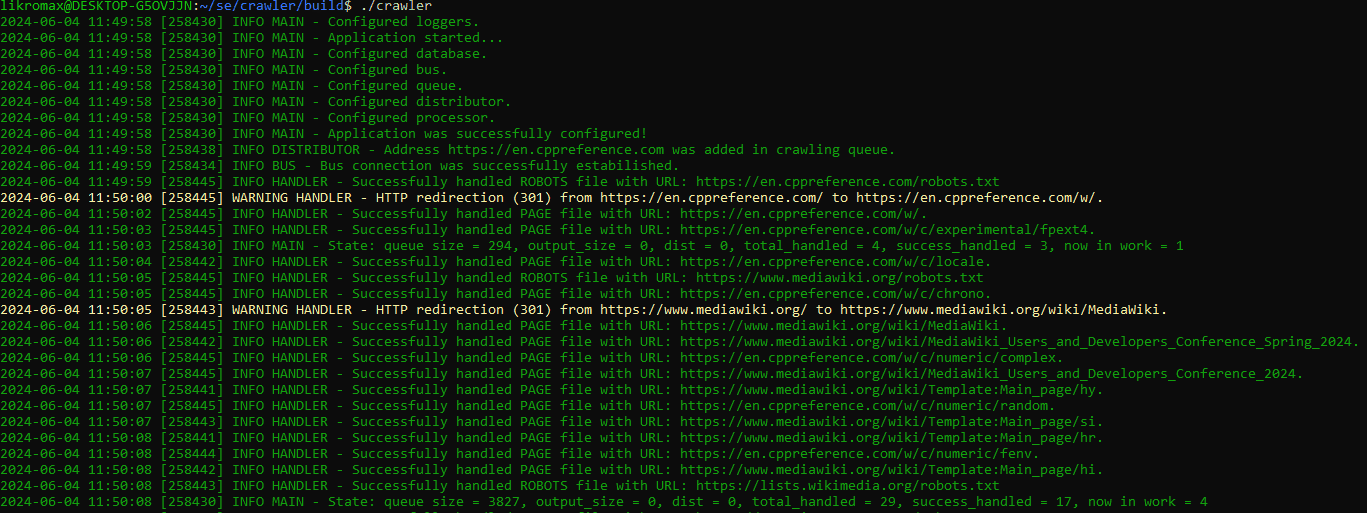 likromax@DESKTOP-G5OVJJN:~/se/crawler/build$ ./crawler
2024-06-04 11:49:58 [258430] INFO MAIN - Configured loggers.
2024-06-04 11:49:58 [258430] INFO MAIN - Application started...
2024-06-04 11:49:58 [258430] INFO MAIN - Configured database.
2024-06-04 11:49:58 [258430] INFO MAIN - Configured bus.
2024-06-04 11:49:58 [258430] INFO MAIN - Configured queue.
2024-06-04 11:49:58 [258430] INFO MAIN - Configured distributor.
2024-06-04 11:49:58 [258430] INFO MAIN - Configured processor.
2024-06-04 11:49:58 [258430] INFO MAIN - Application was successfully configured!
2024-06-04 11:49:58 [258438] INFO DISTRIBUTOR - Address https://en.cppreference.com was added in crawling queue.
2024-06-04 11:49:59 [258434] INFO BUS - Bus connection was successfully estabilished.
2024-06-04 11:49:59 [258445] INFO HANDLER - Successfully handled ROBOTS file with URL: https://en.cppreference.com/robots.txt
2024-06-04 11:50:00 [258445] WARNING HANDLER - HTTP redirection (301) from https://en.cppreference.com/ to https://en.cppreference.com/w/.
2024-06-04 11:50:02 [258445] INFO HANDLER - Successfully handled PAGE file with URL: https://en.cppreference.com/w/.
2024-06-04 11:50:03 [258445] INFO HANDLER - Successfully handled PAGE file with URL: https://en.cppreference.com/w/c/experimental/fpext4.
2024-06-04 11:50:03 [258430] INFO MAIN - State: queue size = 294, output_size = 0, dist = 0, total_handled = 4, success_handled = 3, now in work = 1
2024-06-04 11:50:04 [258442] INFO HANDLER - Successfully handled PAGE file with URL: https://en.cppreference.com/w/c/locale.
2024-06-04 11:50:05 [258445] INFO HANDLER - Successfully handled ROBOTS file with URL: https://www.mediawiki.org/robots.txt
2024-06-04 11:50:05 [258445] INFO HANDLER - Successfully handled PAGE file with URL: https://en.cppreference.com/w/c/chrono.
2024-06-04 11:50:05 [258443] WARNING HANDLER - HTTP redirection (301) from https://www.mediawiki.org/ to https://www.mediawiki.org/wiki/MediaWiki.
2024-06-04 11:50:06 [258445] INFO HANDLER - Successfully handled PAGE file with URL: https://www.mediawiki.org/wiki/MediaWiki.
2024-06-04 11:50:06 [258442] INFO HANDLER - Successfully handled PAGE file with URL: https://www.mediawiki.org/wiki/MediaWiki_Users_and_Developers_Conference_Spring_2024.
2024-06-04 11:50:06 [258445] INFO HANDLER - Successfully handled PAGE file with URL: https://en.cppreference.com/w/c/numeric/complex.
2024-06-04 11:50:07 [258445] INFO HANDLER - Successfully handled PAGE file with URL: https://www.mediawiki.org/wiki/MediaWiki_Users_and_Developers_Conference_2024.
2024-06-04 11:50:07 [258441] INFO HANDLER - Successfully handled PAGE file with URL: https://www.mediawiki.org/wiki/Template:Main_page/hy.
2024-06-04 11:50:07 [258445] INFO HANDLER - Successfully handled PAGE file with URL: https://en.cppreference.com/w/c/numeric/random.
2024-06-04 11:50:07 [258443] INFO HANDLER - Successfully handled PAGE file with URL: https://www.mediawiki.org/wiki/Template:Main_page/si.
2024-06-04 11:50:08 [258441] INFO HANDLER - Successfully handled PAGE file with URL: https://www.mediawiki.org/wiki/Template:Main_page/hr.
2024-06-04 11:50:08 [258444] INFO HANDLER - Successfully handled PAGE file with URL: https://en.cppreference.com/w/c/numeric/fenv.
2024-06-04 11:50:08 [258442] INFO HANDLER - Successfully handled PAGE file with URL: https://www.mediawiki.org/wiki/Template:Main_page/hi.
2024-06-04 11:50:08 [258443] INFO HANDLER - Successfully handled ROBOTS file with URL: https://lists.wikimedia.org/robots.txt
2024-06-04 11:50:08 [258430] INFO MAIN - State: queue size = 3827, output_size = 0, dist = 0, total_handled = 29, success_handled = 17, now in work = 4